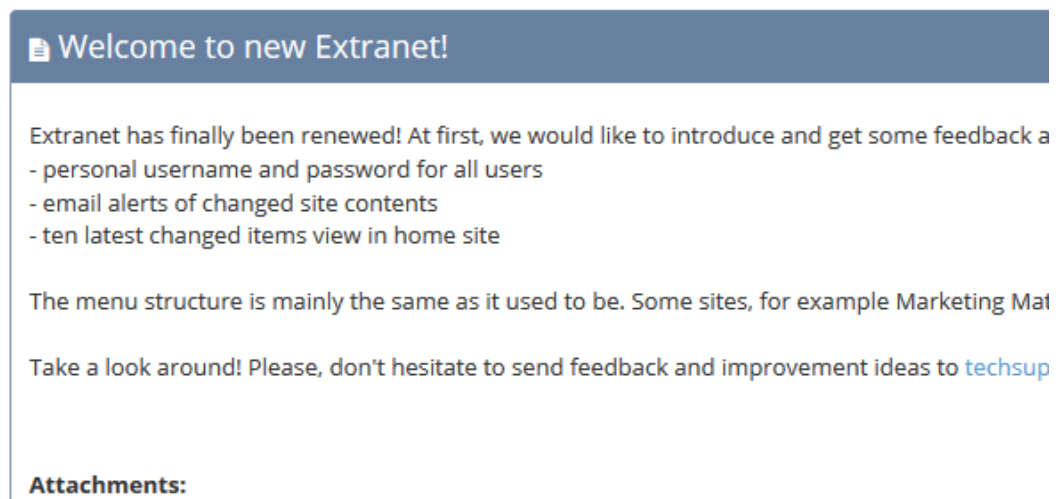 Welcome to new Extranet!
Extranet has finally been renewed! At first, we would like to introduce and get some feedback a
- personal username and password for all users
- email alerts of changed site contents
- ten latest changed items view in home site
The menu structure is mainly the same as it used to be. Some sites, for example Marketing Mat
Take a look around! Please, don't hesitate to send feedback and improvement ideas to techsup
Attachments: